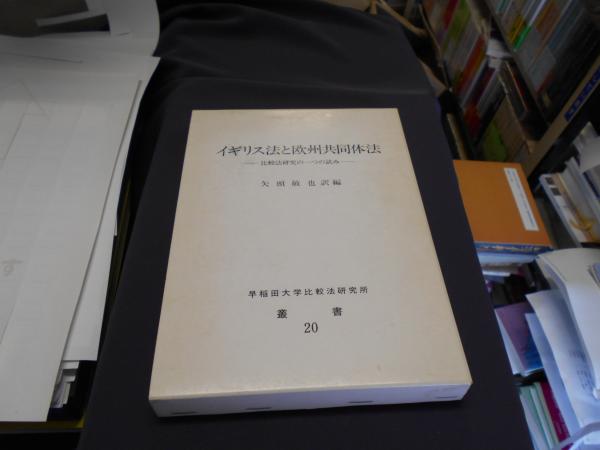 イギリス法と欧州共同体法
――比較法研究の一つの試み――
矢頭敏也訳編
早稲田大学比較法研究所
叢書
20